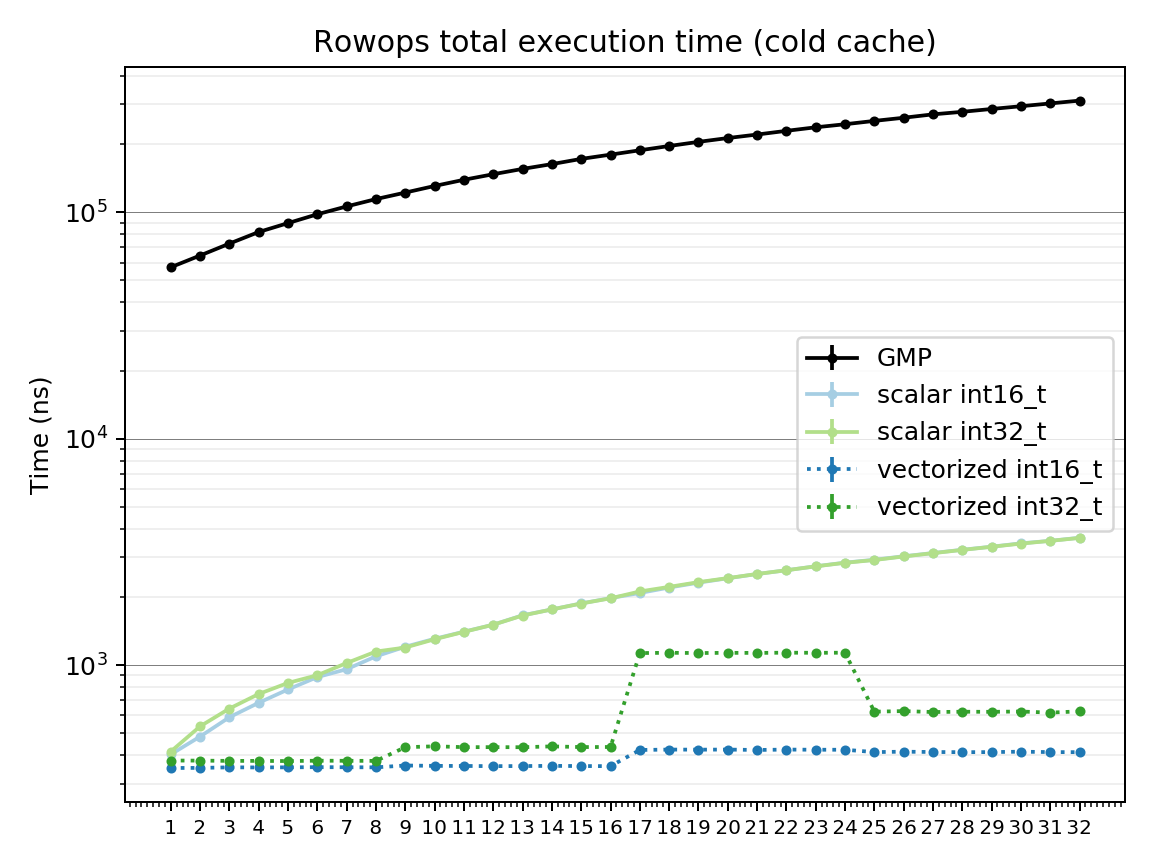 Rowops total execution time (cold cache)
Time (ns)
10^5
10^4
10^3
GMP
scalar int16_t
scalar int32_t
vectorized int16_t
vectorized int32_t
1 2 3 4 5 6 7 8 9 10 11 12 13 14 15 16 17 18 19 20 21 22 23 24 25 26 27 28 29 30 31 32